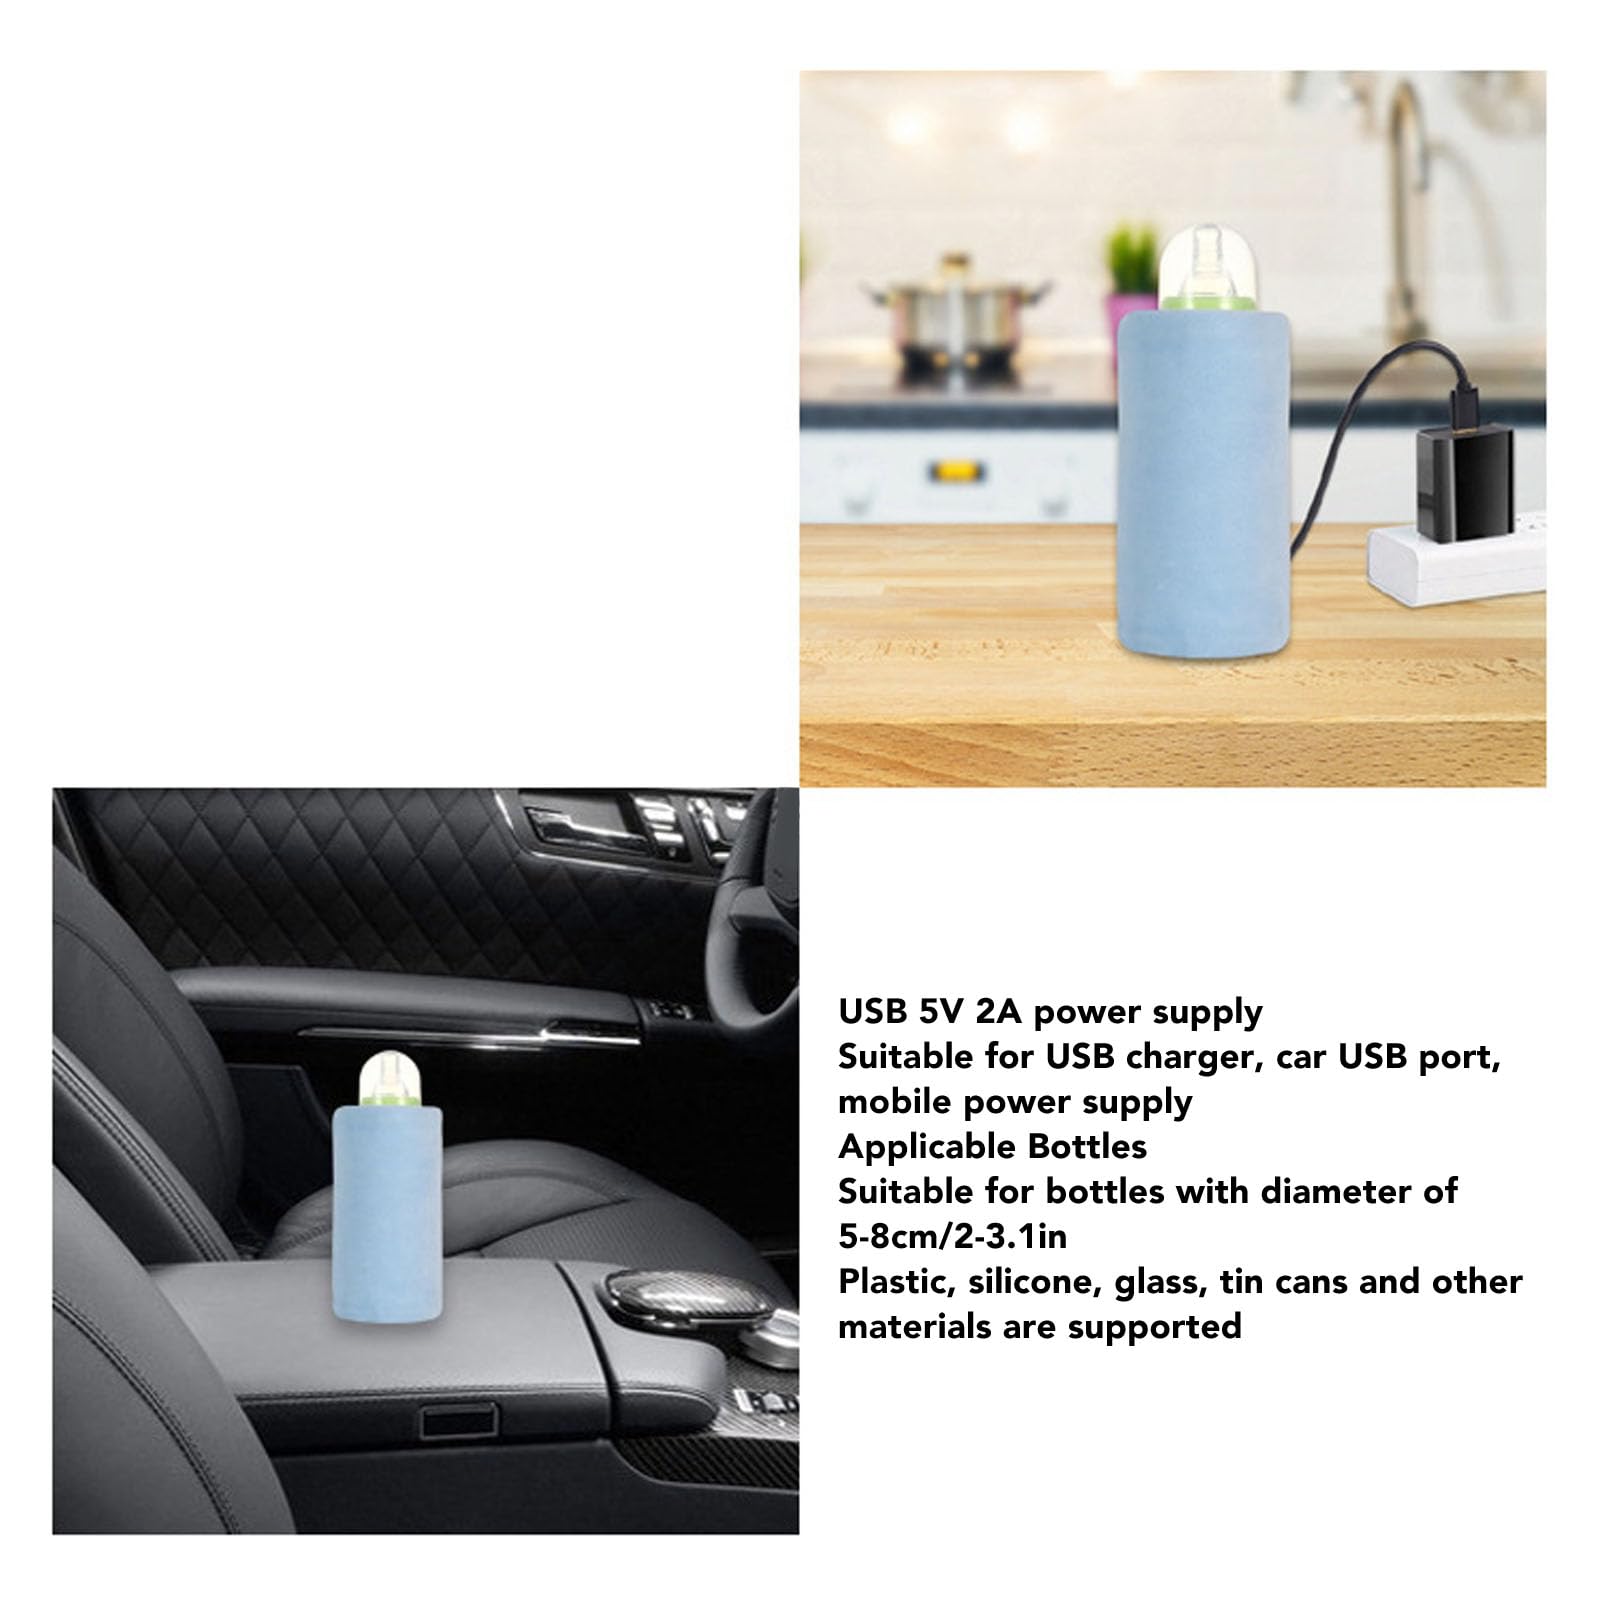 USB 5V 2A power supply
Suitable for USB charger, car USB port,
mobile power supply
Applicable Bottles
Suitable for bottles with diameter of
5-8cm/2-3.1in
Plastic, silicone, glass, tin cans and other
materials are supported